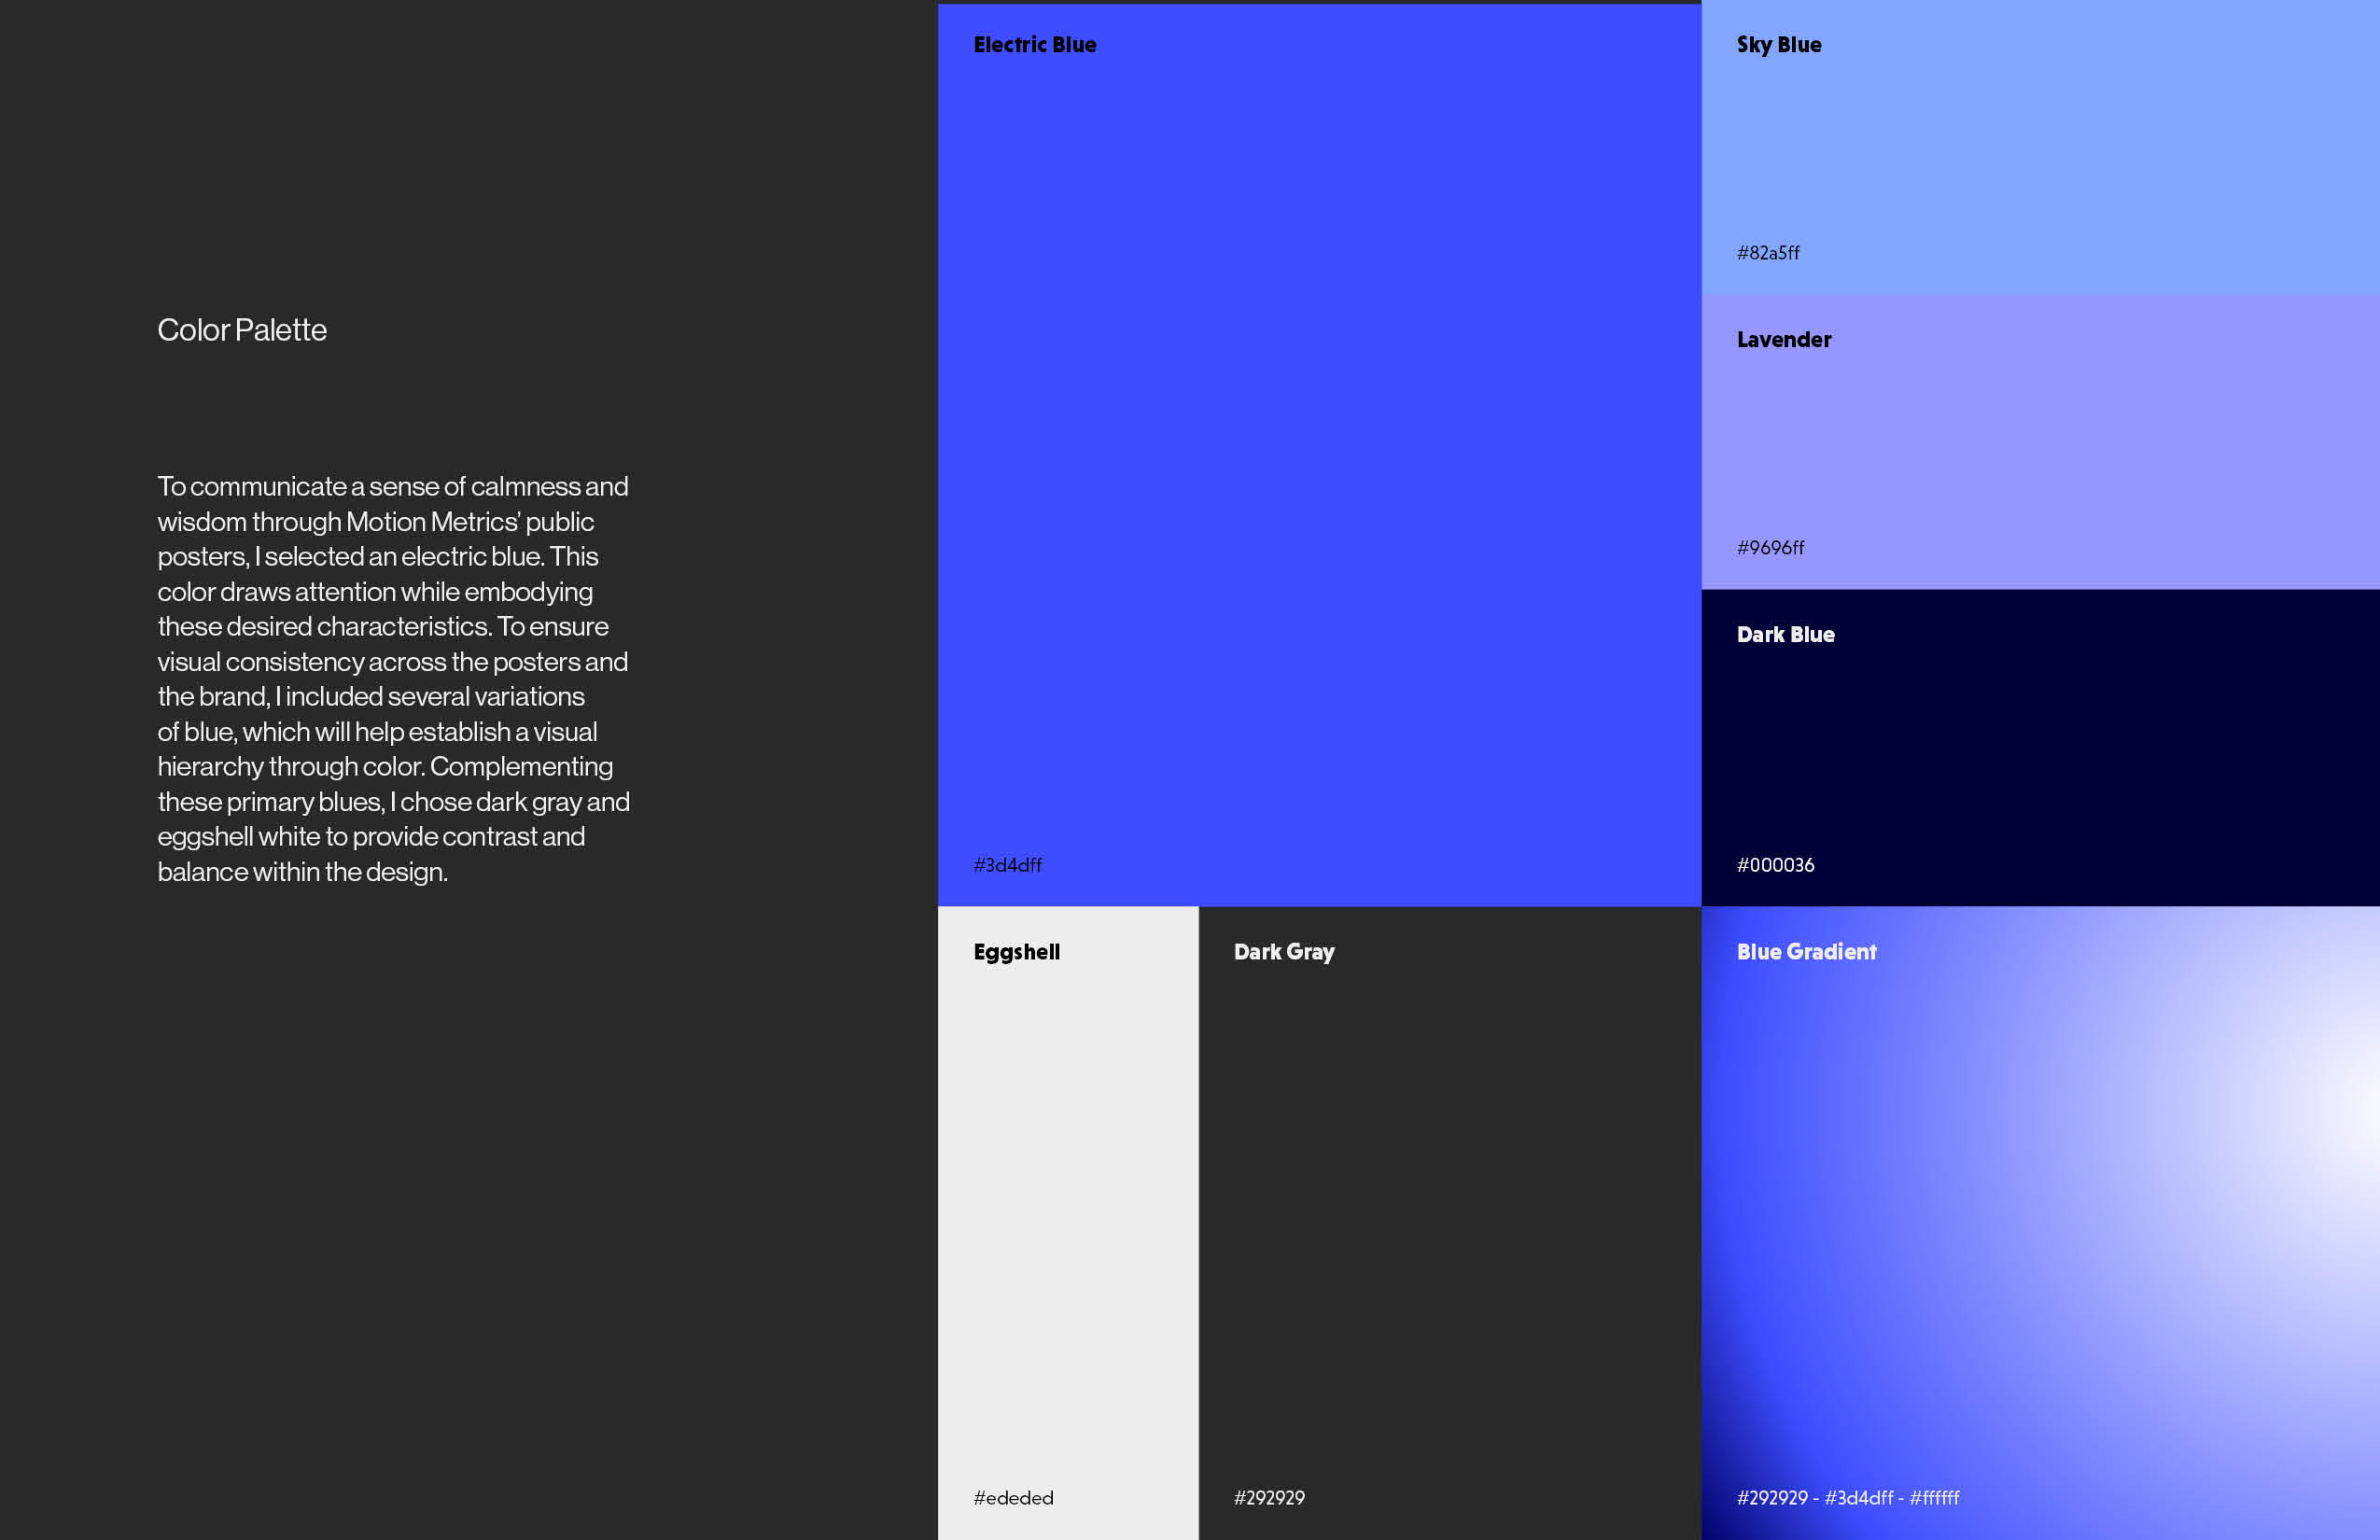 Color Palette
To communicate a sense of calmness and
wisdom through Motion Metrics’ public
posters, I selected an electric blue. This
color draws attention while embodying
these desired characteristics. To ensure
visual consistency across the posters and
the brand, I included several variations
of blue, which will help establish a visual
hierarchy through color. Complementing
these primary blues, I chose dark gray and
eggshell white to provide contrast and
balance within the design.
Electric Blue
#3d4dff
Sky Blue
#82a5ff
Lavender
#9696ff
Dark Blue
#000036
Eggshell
#ededed
Dark Gray
#292929
Blue Gradient
#292929 - #3d4dff - #ffffff